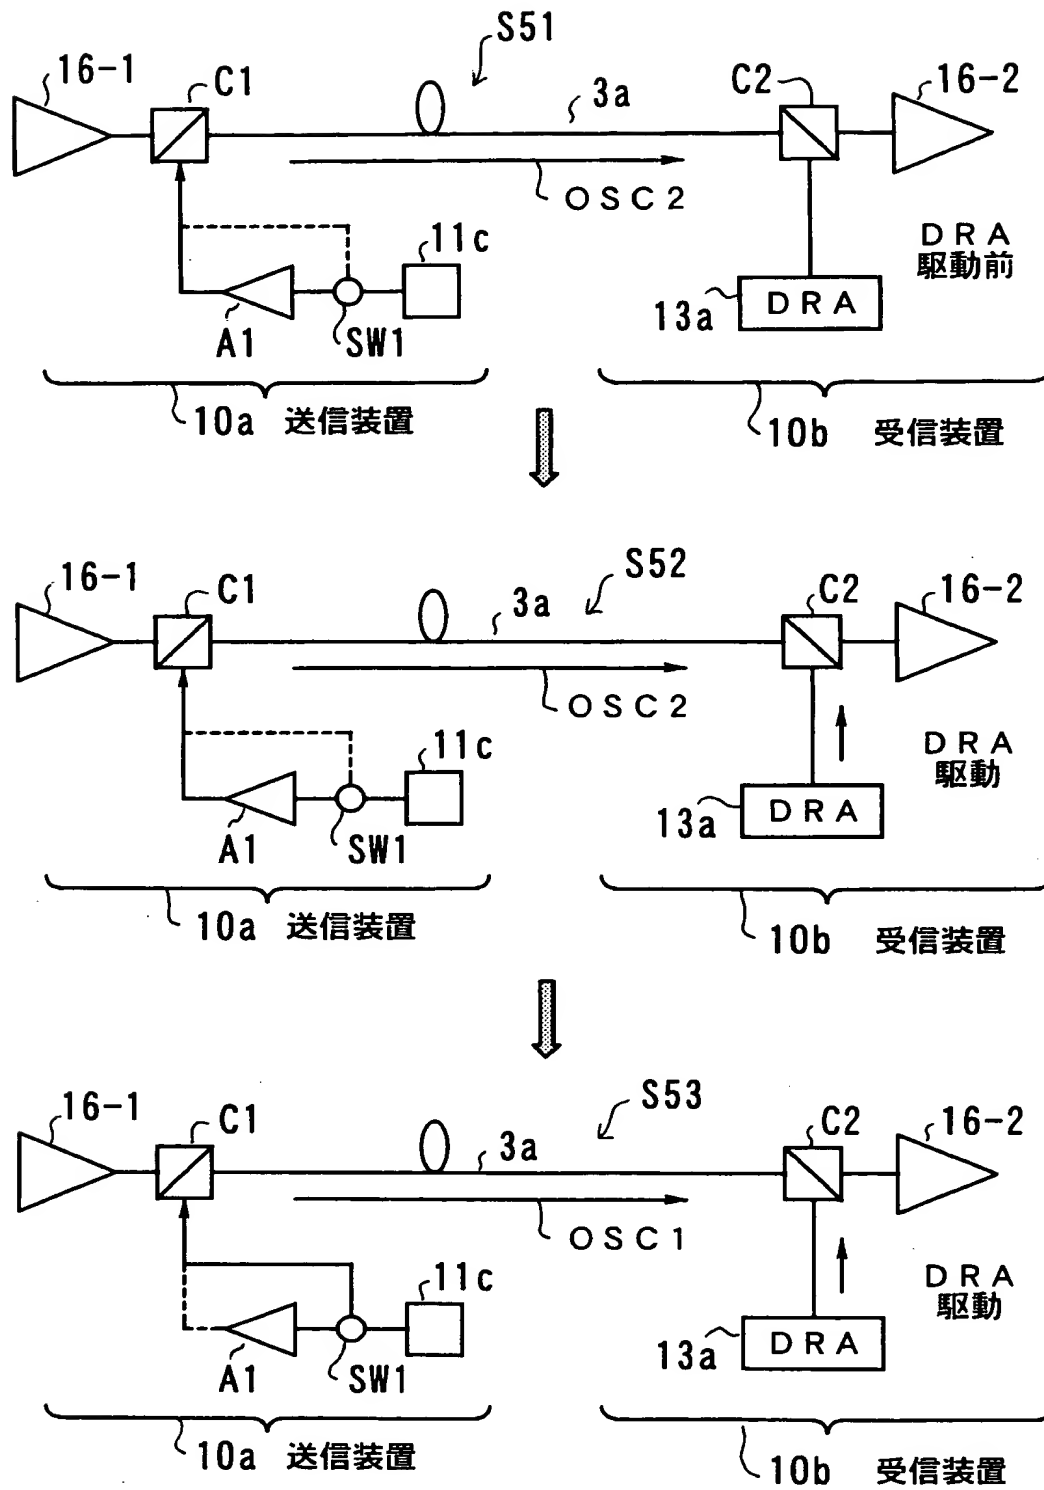 S51
16-1
C1
3a
C2
16-2
OSC2
11c
DRA
駆動前
A1
SW1
13a
DRA
10a 送信装置
10b 受信装置
S52
16-1
C1
3a
C2
16-2
OSC2
11c
DRA
駆動
A1
SW1
13a
DRA
10a 送信装置
10b 受信装置
S53
16-1
C1
3a
C2
16-2
OSC1
11c
DRA
駆動
A1
SW1
13a
DRA
10a 送信装置
10b 受信装置